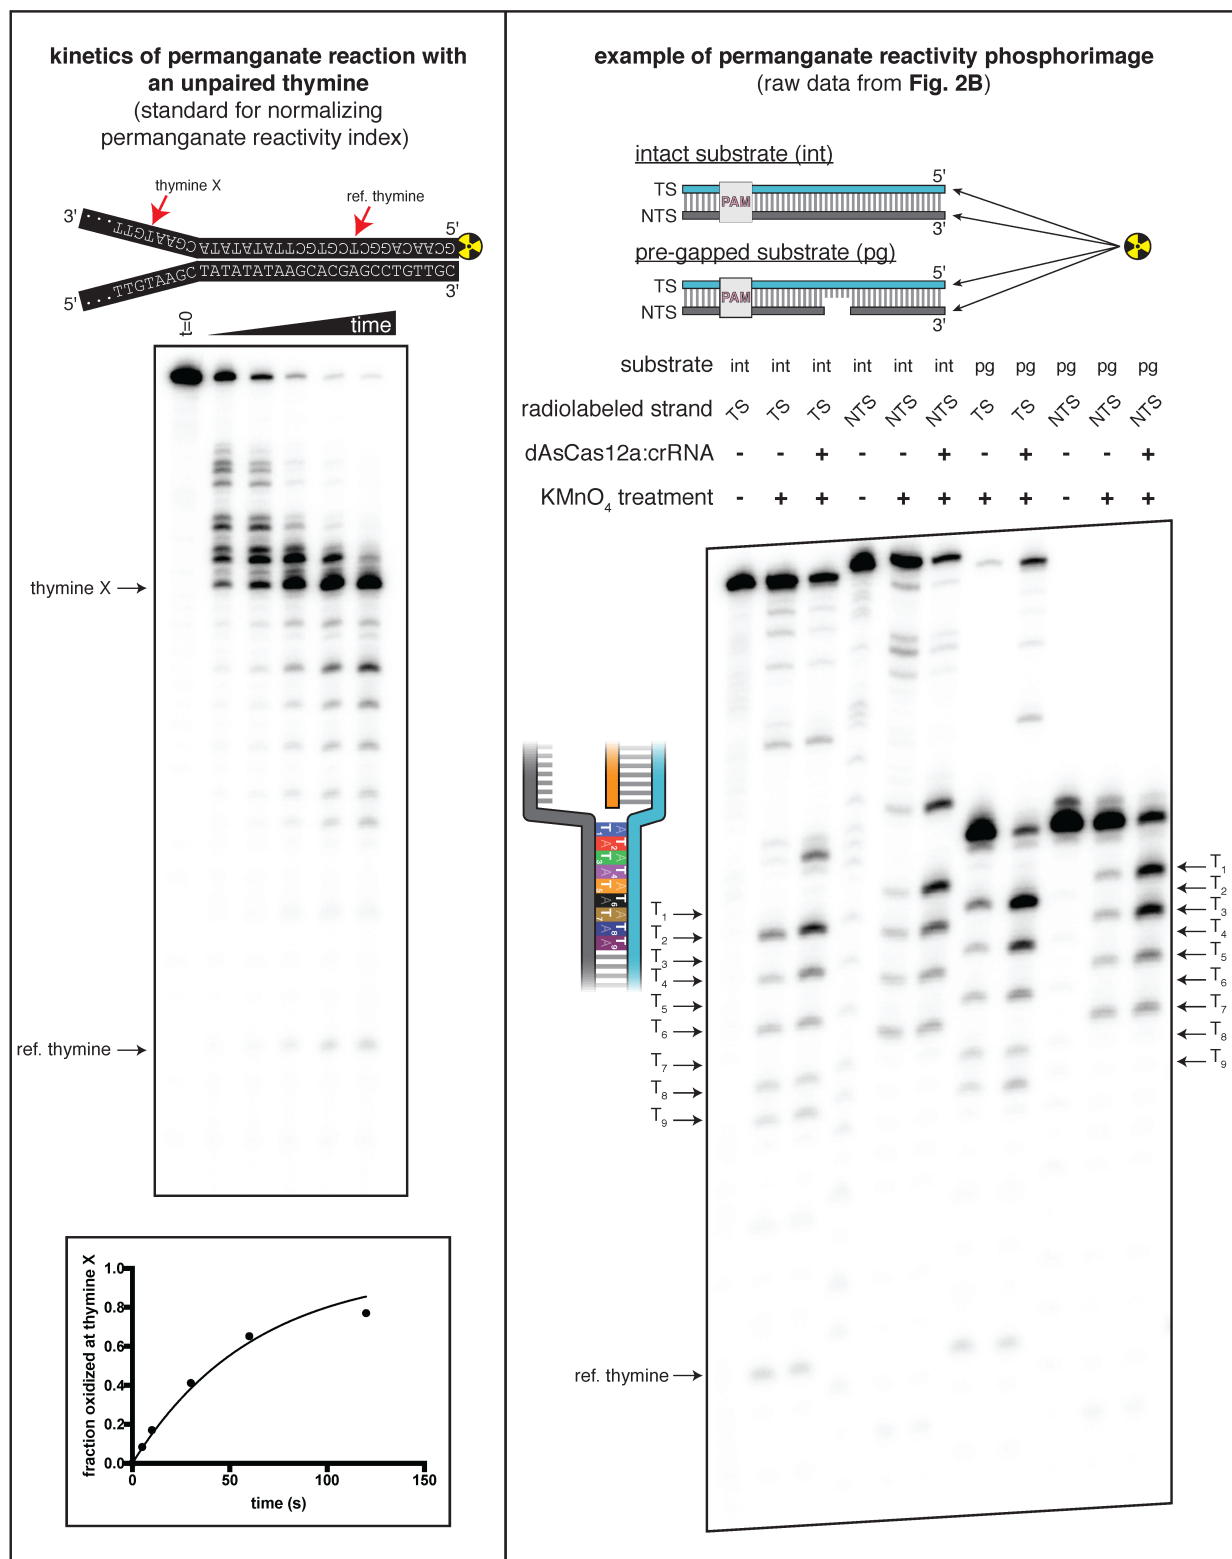 kinetics of permanganate reaction with
an unpaired thymine
(standard for normalizing
permanganate reactivity index)
thymine X
ref. thymine
3'
5'
...TTGTAAGC
TATATATAAGCACGAGCCTGTTGC
5'
3'
t=0
time
thymine X
ref. thymine
fraction oxidized at thymine X
1.0
0.8
0.6
0.4
0.2
0.0
0
50
100
150
time (s)
example of permanganate reactivity phosphorimage
(raw data from Fig. 2B)
intact substrate (int)
TS
PAM
5'
NTS
3'
pre-gapped substrate (pg)
TS
PAM
5'
NTS
3'
substrate int int int int int int pg pg pg pg pg
radiolabeled strand TS TS TS NTS NTS NTS TS TS NTS NTS NTS
dAsCas12a:crRNA - - + - - + - + - - +
KMnO4 treatment - + + - + + + + - + +
T1
T2
T3
T4
T5
T6
T7
T8
T9
ref. thymine
T1
T2
T3
T4
T5
T6
T7
T8
T9